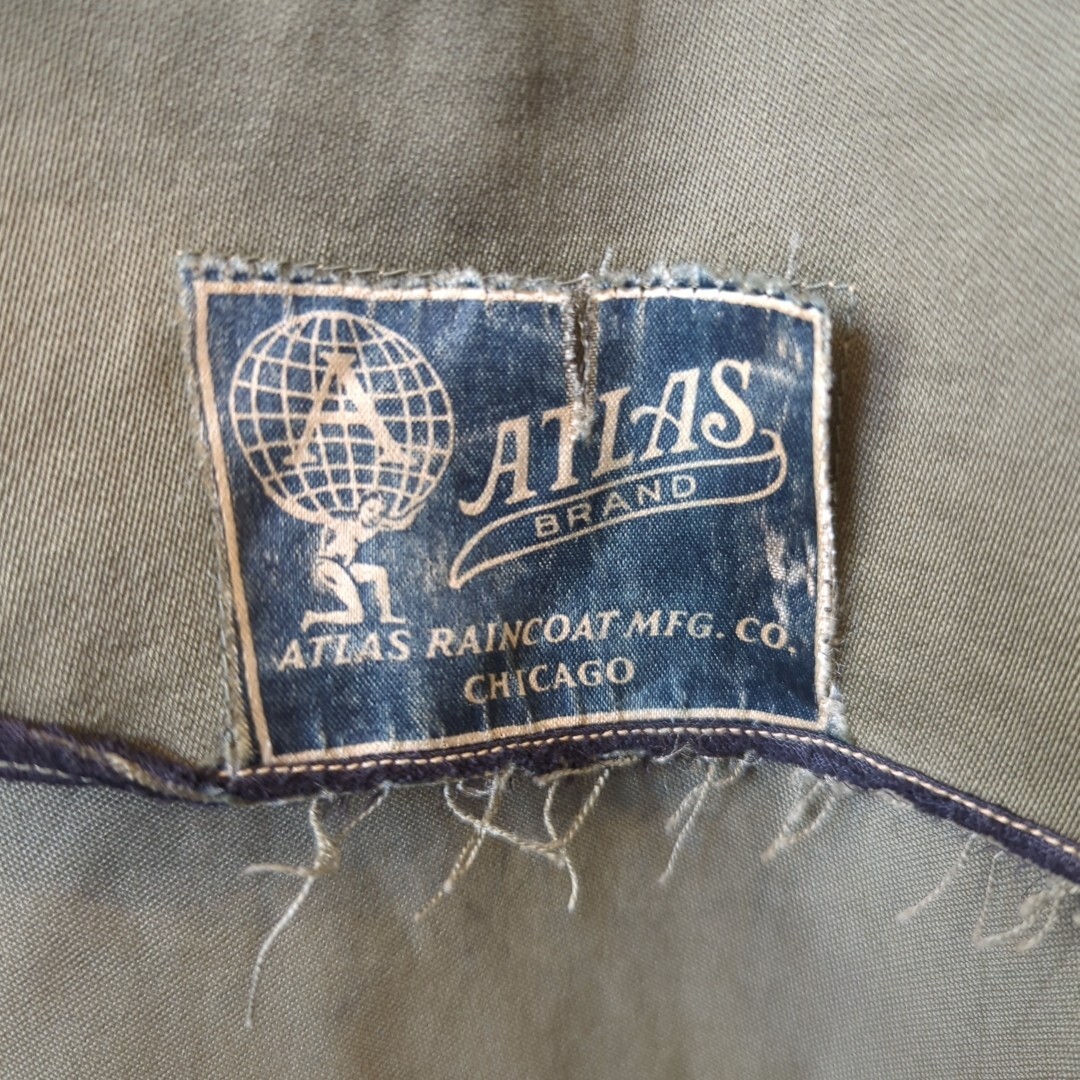 A
ATLAS
BRAND
ATLAS RAINCOAT MFG. CO.
CHICAGO